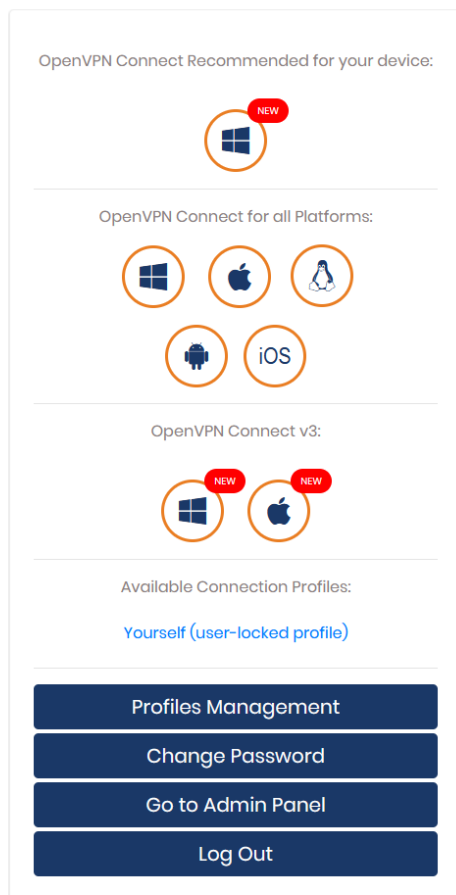 OpenVPN Connect Recommended for your device:
NEW
OpenVPN Connect for all Platforms:
iOS
OpenVPN Connect v3:
NEW NEW
Available Connection Profiles:
Yourself (user-locked profile)
Profiles Management
Change Password
Go to Admin Panel
Log Out